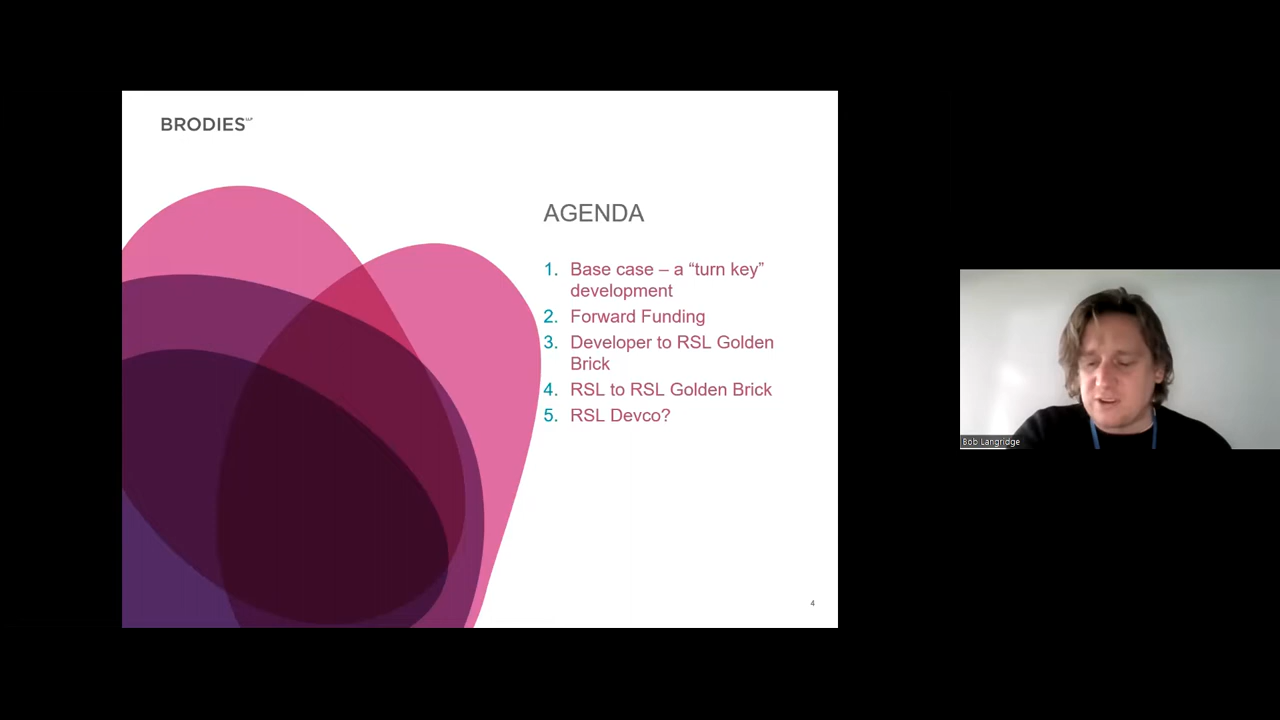 BRODIES LLP
AGENDA
1. Base case – a “turn key”
development
2. Forward Funding
3. Developer to RSL Golden
Brick
4. RSL to RSL Golden Brick
5. RSL Devco?
4
Bob Langridge